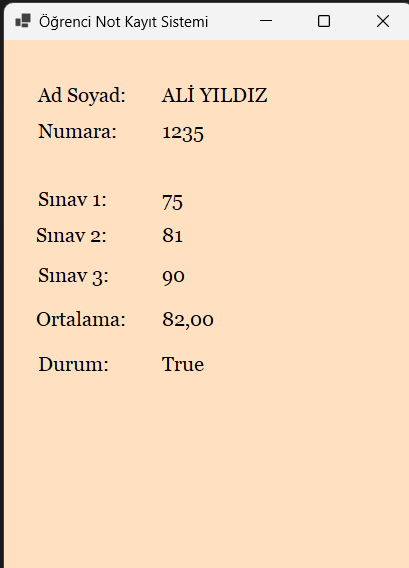 Öğrenci Not Kayıt Sistemi
Ad Soyad: ALİ YILDIZ
Numara: 1235
Sınav 1: 75
Sınav 2: 81
Sınav 3: 90
Ortalama: 82,00
Durum: True